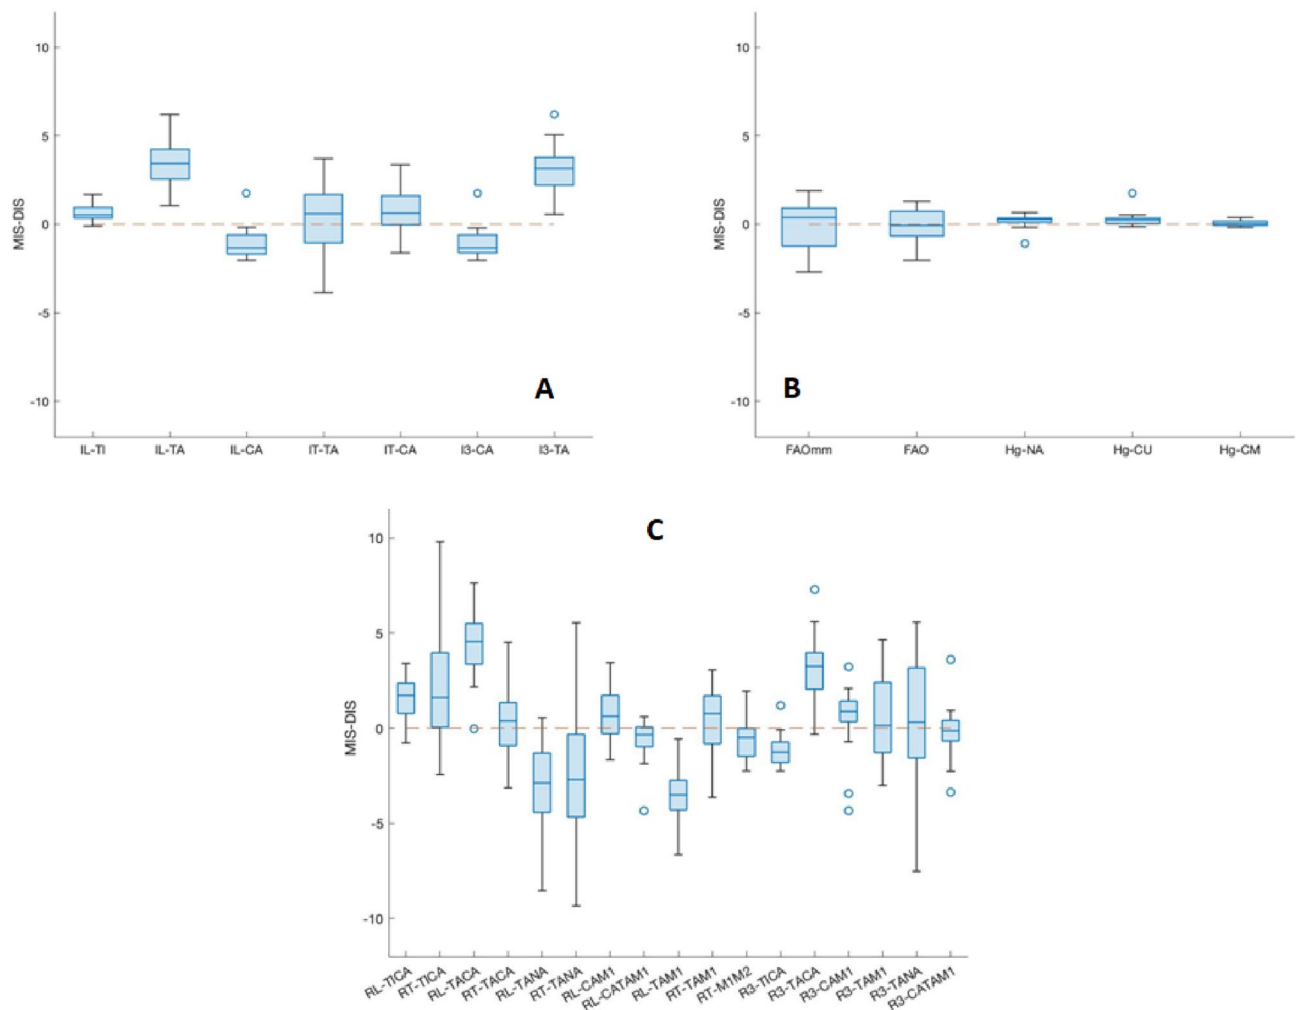 10
5
0
-5
-10
MIS-DIS
A
IL-TI IL-TA IL-CA IT-TA IT-CA I3-CA I3-TA
10
5
0
-5
-10
MIS-DIS
B
FAOmm FAO Hg-NA Hg-CU Hg-CM
C
10
5
0
-5
-10
MIS-DIS
RL-TICA RT-TICA RL-TACA RT-TACA RL-TANA RT-TANA RL-CAM1 RL-CATAM1 RL-TAM1 RT-TAM1 RT-M1M2 R3-TICA R3-TACA R3-CAM1 R3-TAM1 R3-TANA R3-CATAM1